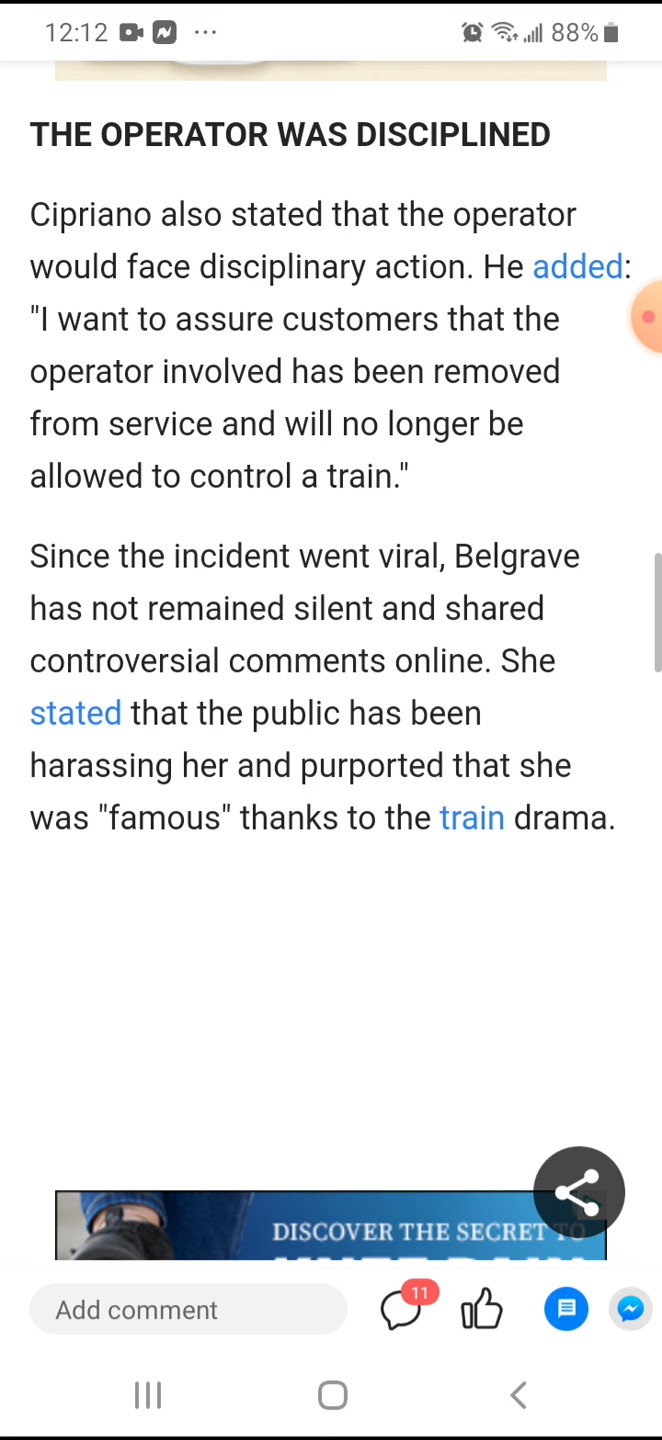 12:12
88%
THE OPERATOR WAS DISCIPLINED
Cipriano also stated that the operator
would face disciplinary action. He added:
"I want to assure customers that the
operator involved has been removed
from service and will no longer be
allowed to control a train."
Since the incident went viral, Belgrave
has not remained silent and shared
controversial comments online. She
stated that the public has been
harassing her and purported that she
was "famous" thanks to the train drama.
DISCOVER THE SECRET TO
Add comment
11